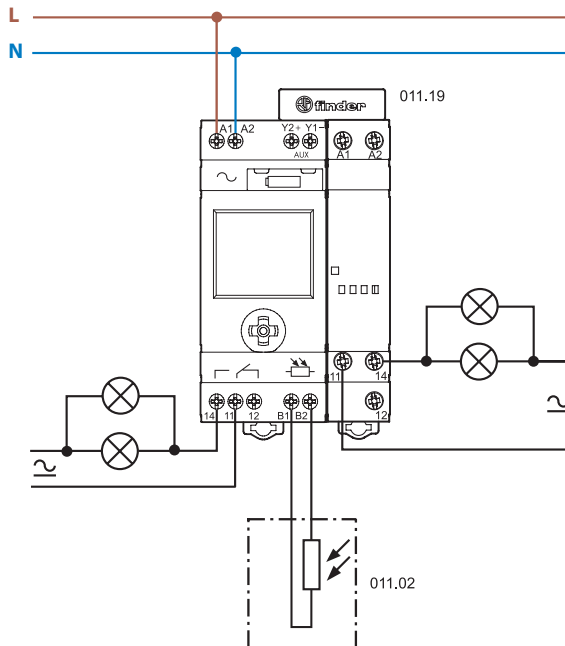 L
N
finder
011.19
A1 A2 Y2+ Y1-
AUX
A1 A2
11 14
12
14 11 12 B1 B2
011.02